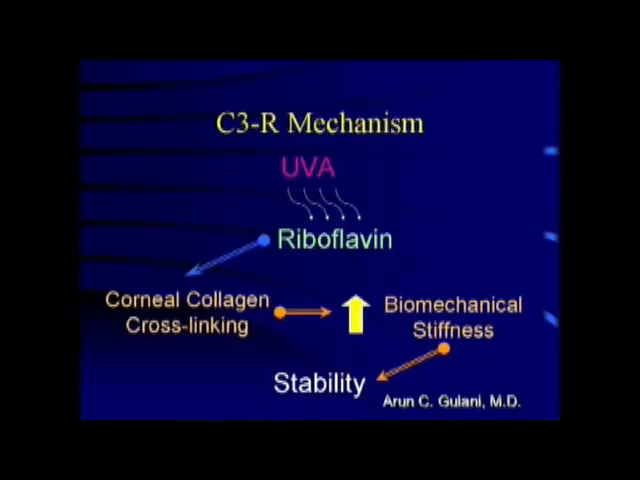 C3-R Mechanism
UVA
Riboflavin
Corneal Collagen
Cross-linking
Biomechanical
Stiffness
Stability
Arun C. Gulani, M.D.